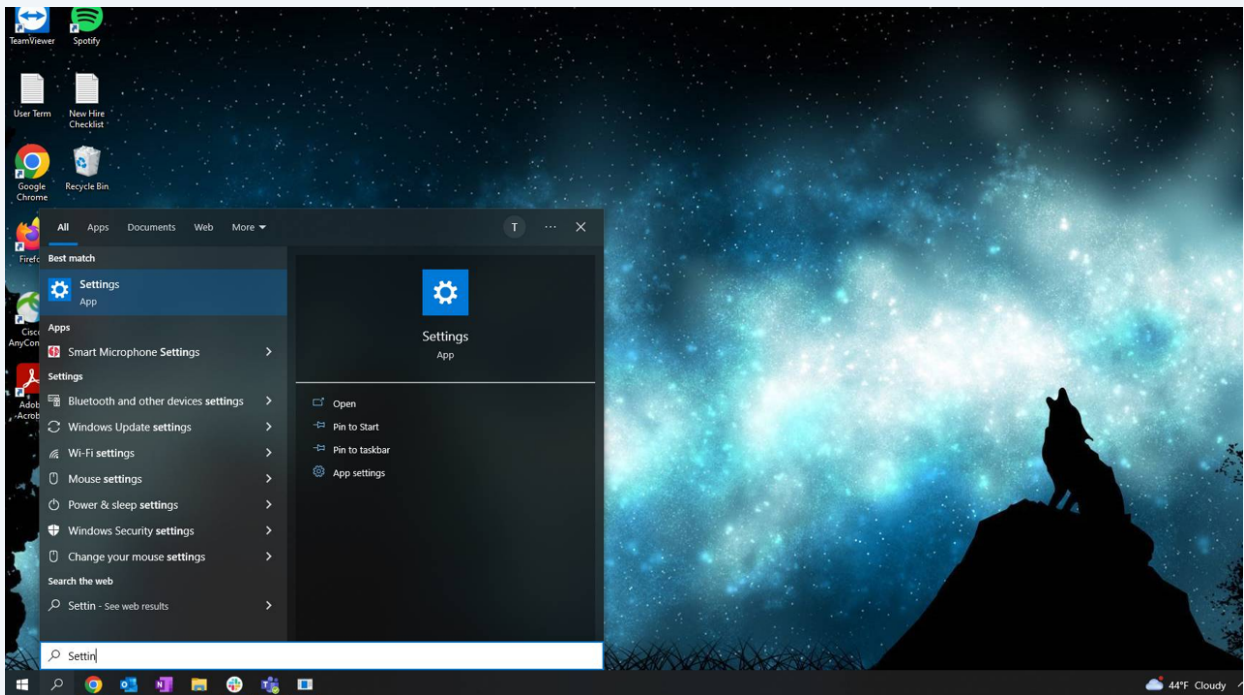 TeamViewer
Spotify
User Term
New Hire
Checklist
Google
Chrome
Recycle Bin
All Apps Documents Web More
T
Best match
Settings
App
Apps
Smart Microphone Settings
Settings
Bluetooth and other devices settings
Windows Update settings
Wi-Fi settings
Mouse settings
Power & sleep settings
Windows Security settings
Change your mouse settings
Search the web
Settin - See web results
Settin
Settings
App
Open
Pin to Start
Pin to taskbar
App settings
44°F Cloudy